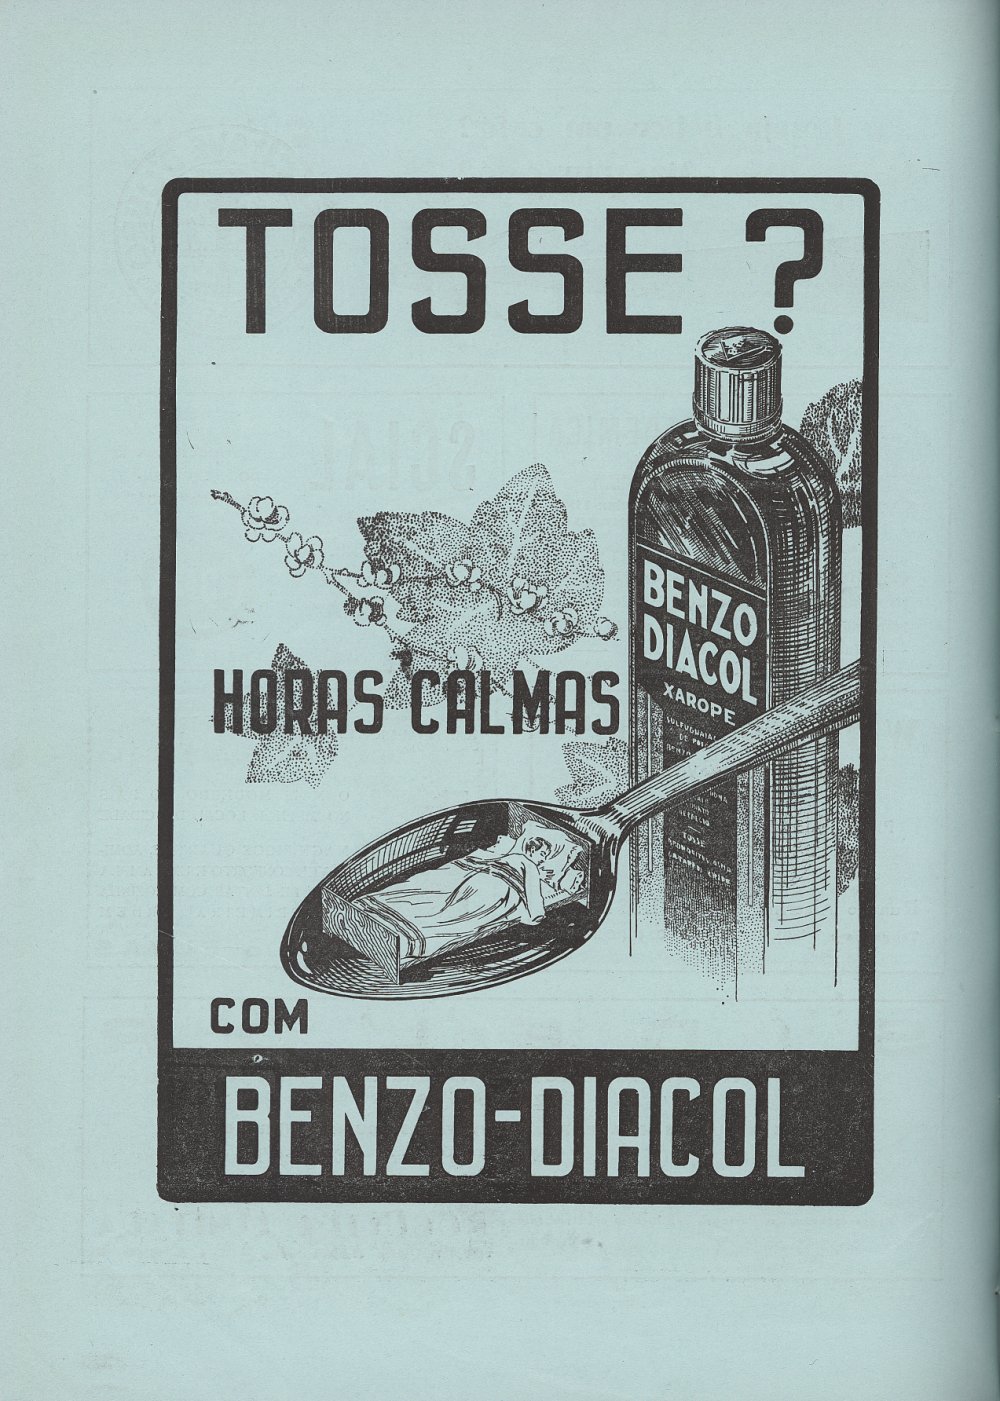 TOSSE ?
BENZO
DIACOL
XAROPE
HORAS CALMAS
COM
BENZO-DIACOL